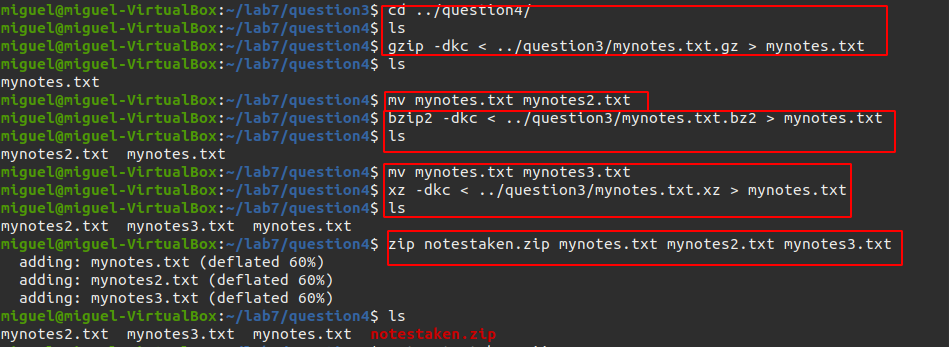 miguel@miguel-VirtualBox:~/lab7/question3$ cd ../question4/
miguel@miguel-VirtualBox:~/lab7/question4$ ls
miguel@miguel-VirtualBox:~/lab7/question4$ gzip -dkc < ../question3/mynotes.txt.gz > mynotes.txt
miguel@miguel-VirtualBox:~/lab7/question4$ ls
mynotes.txt
miguel@miguel-VirtualBox:~/lab7/question4$ mv mynotes.txt mynotes2.txt
miguel@miguel-VirtualBox:~/lab7/question4$ bzip2 -dkc < ../question3/mynotes.txt.bz2 > mynotes.txt
miguel@miguel-VirtualBox:~/lab7/question4$ ls
mynotes2.txt  mynotes.txt
miguel@miguel-VirtualBox:~/lab7/question4$ mv mynotes.txt mynotes3.txt
miguel@miguel-VirtualBox:~/lab7/question4$ xz -dkc < ../question3/mynotes.txt.xz > mynotes.txt
miguel@miguel-VirtualBox:~/lab7/question4$ ls
mynotes2.txt  mynotes3.txt  mynotes.txt
miguel@miguel-VirtualBox:~/lab7/question4$ zip notestaken.zip mynotes.txt mynotes2.txt mynotes3.txt
  adding: mynotes.txt (deflated 60%)
  adding: mynotes2.txt (deflated 60%)
  adding: mynotes3.txt (deflated 60%)
miguel@miguel-VirtualBox:~/lab7/question4$ ls
mynotes2.txt  mynotes3.txt  mynotes.txt  notestaken.zip